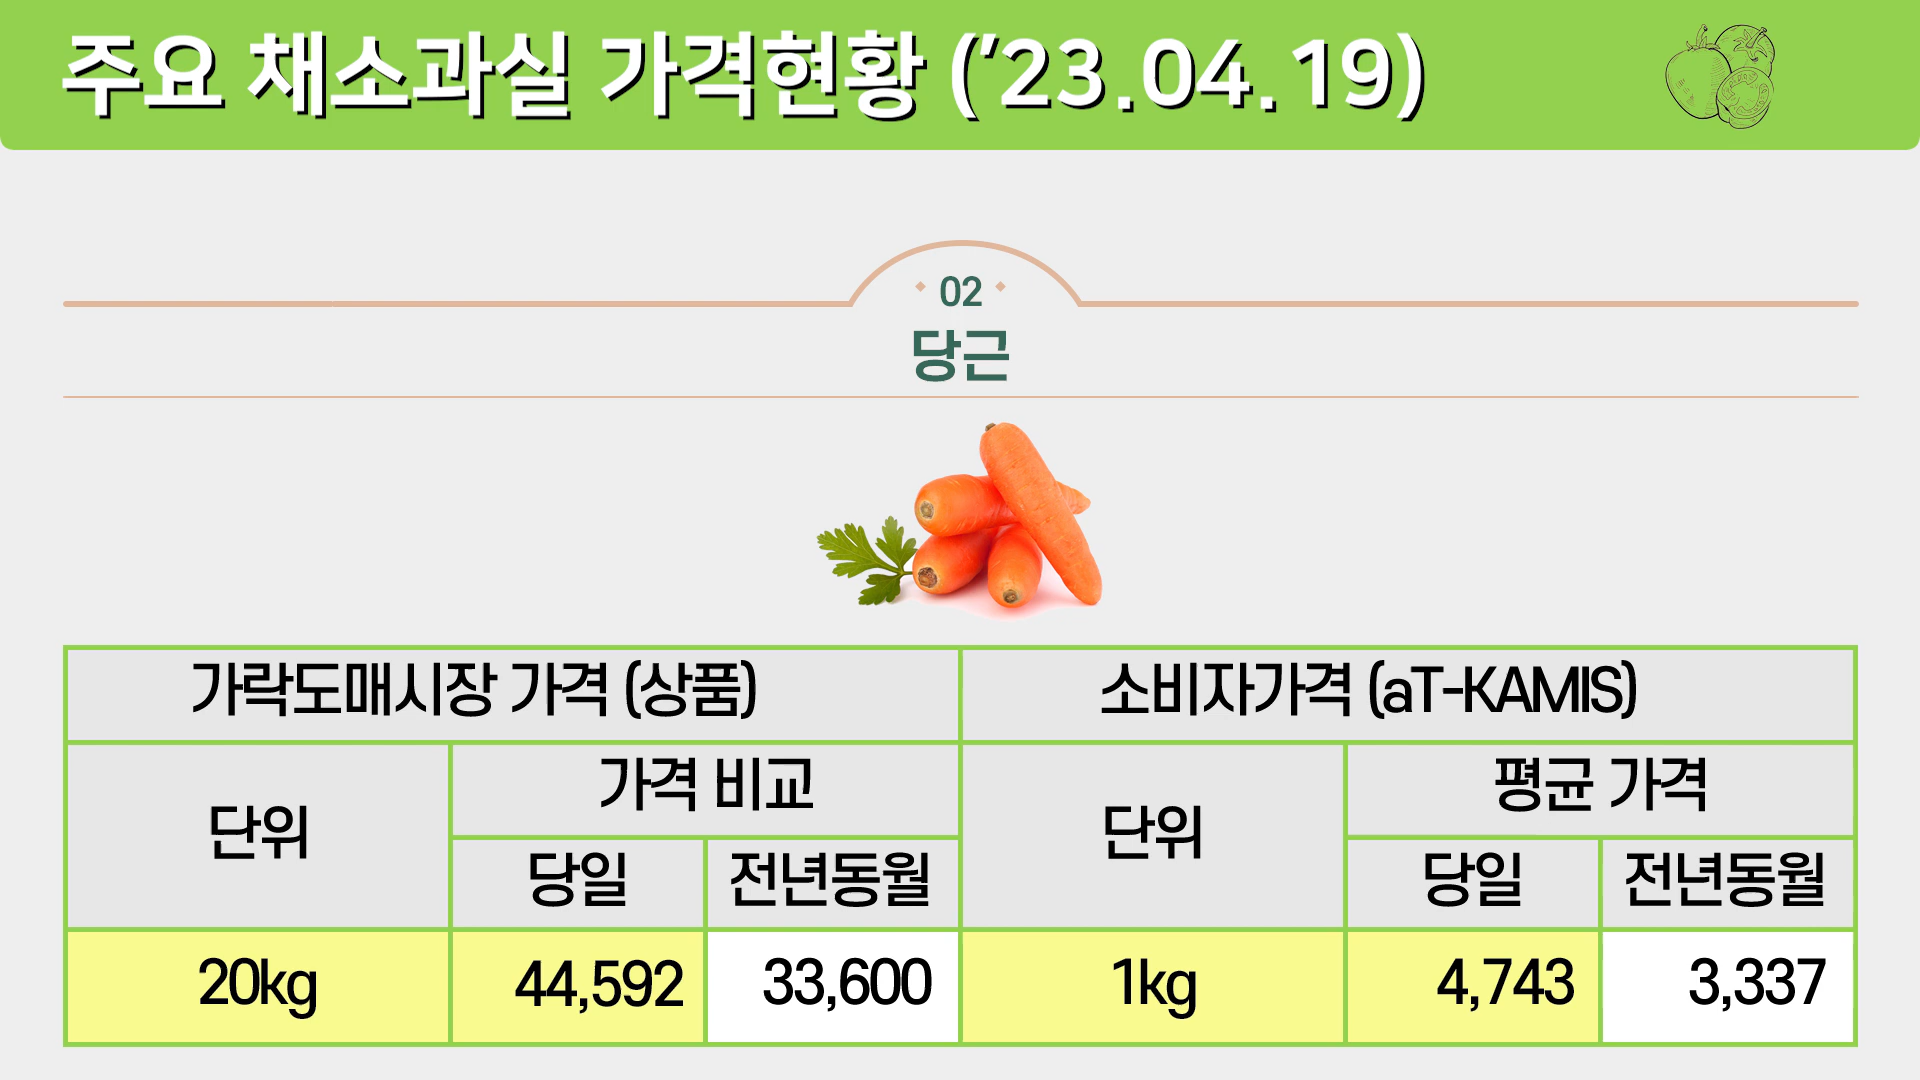 주요 채소과실 가격현황 (’23.04.19)
02
당근
가락도매시장 가격 (상품) 소비자가격 (aT-KAMIS)
단위 가격 비교 단위 평균 가격
당일 전년동월 당일 전년동월
20kg 44,592 33,600 1kg 4,743 3,337